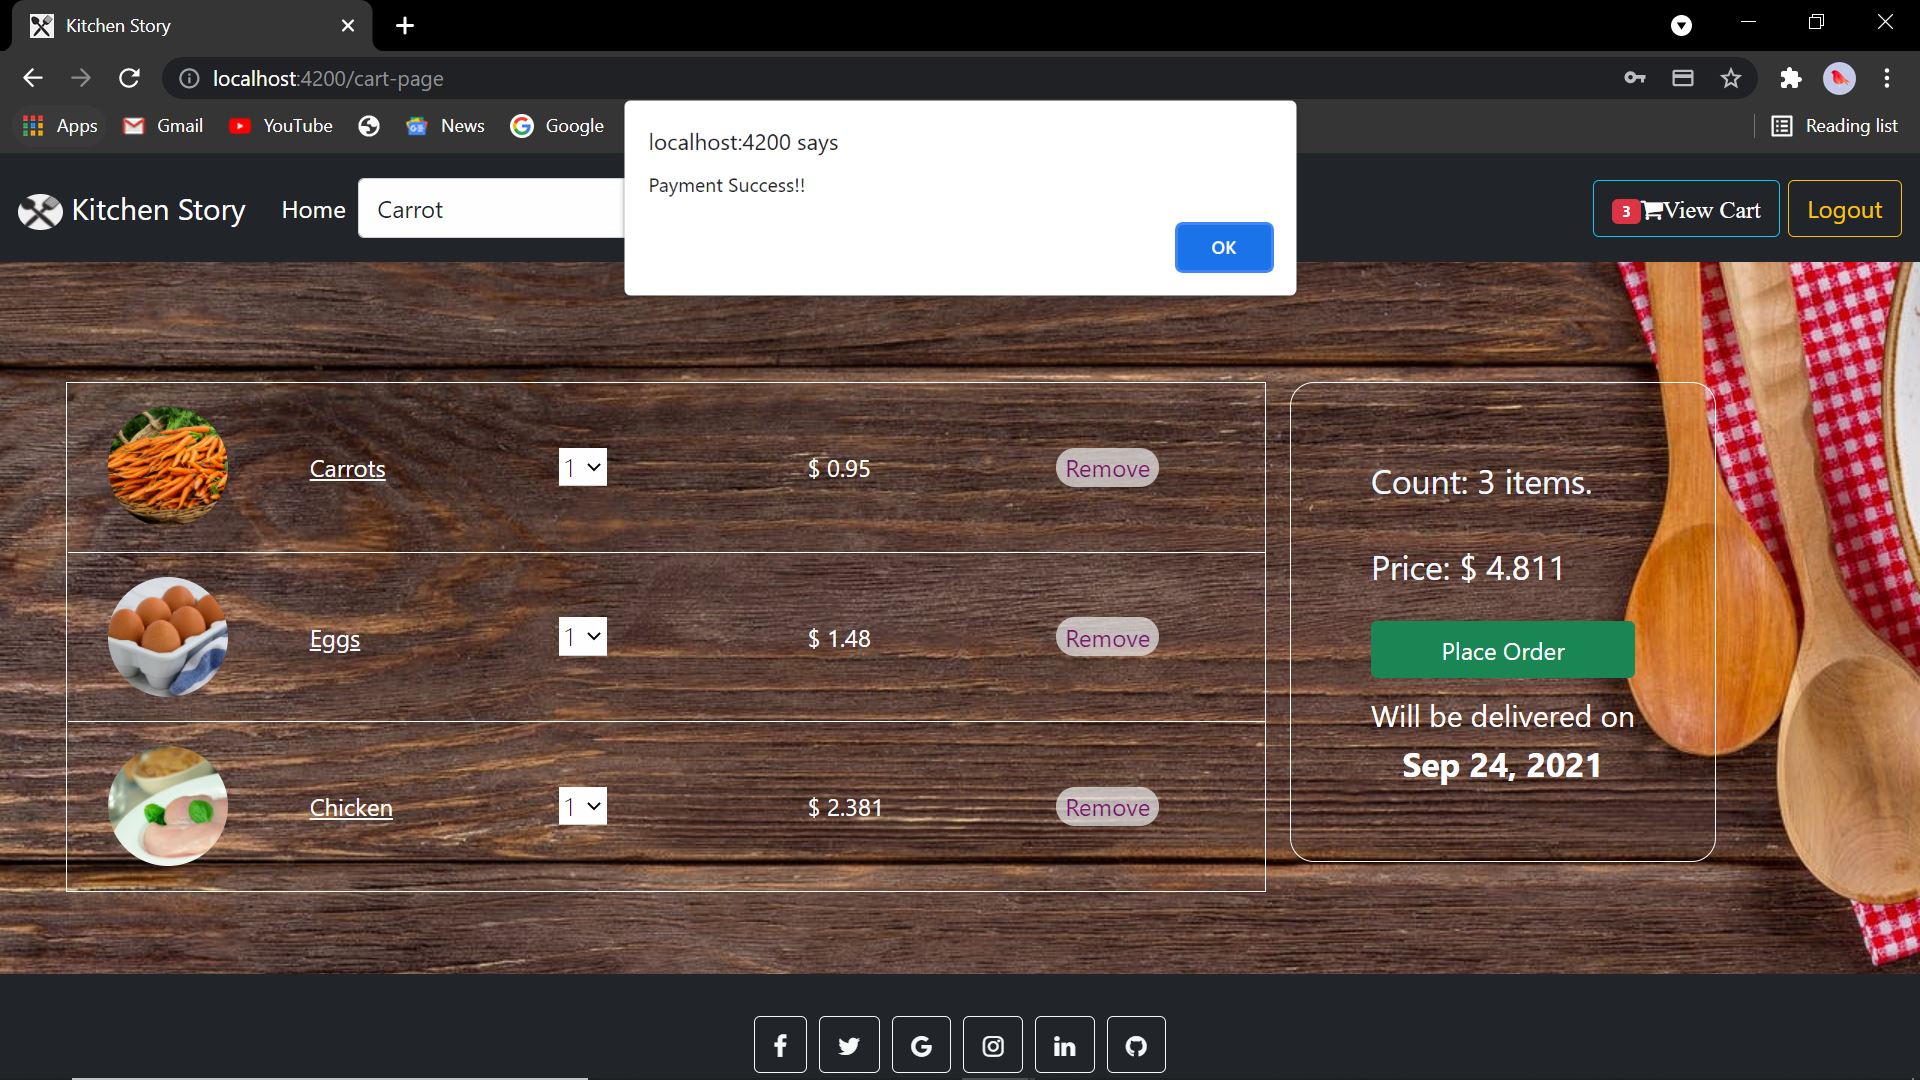 Kitchen Story
localhost:4200/cart-page
Apps Gmail YouTube News Google Reading list
localhost:4200 says
Payment Success!!
OK
Kitchen Story Home Carrot 3 View Cart Logout
Carrots 1 $ 0.95 Remove
Eggs 1 $ 1.48 Remove
Chicken 1 $ 2.381 Remove
Count: 3 items.
Price: $ 4.811
Place Order
Will be delivered on
Sep 24, 2021